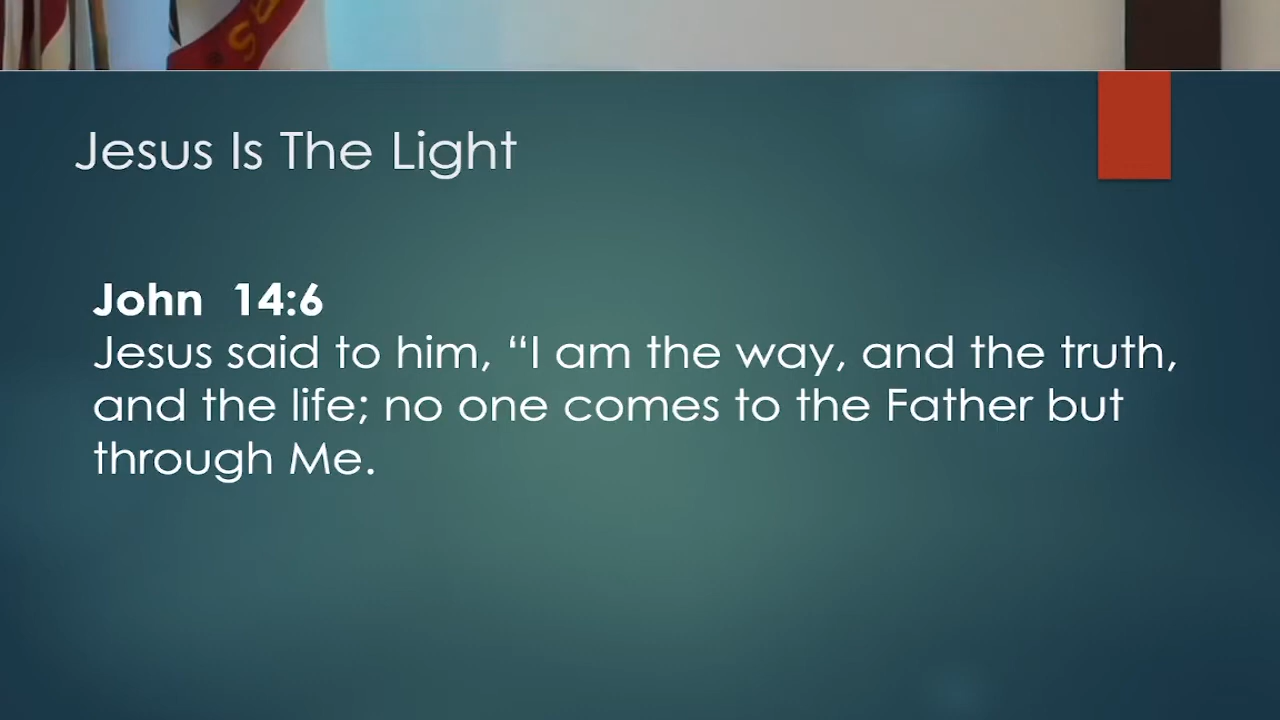 Jesus Is The Light
John 14:6
Jesus said to him, “I am the way, and the truth,
and the life; no one comes to the Father but
through Me.